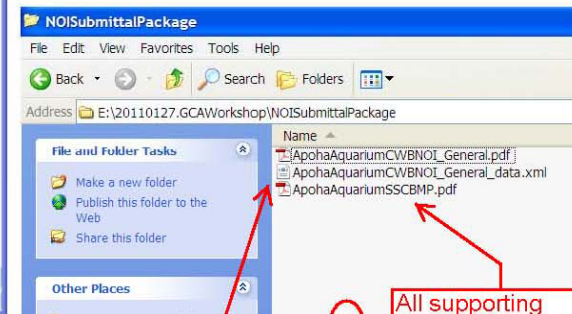 NOISubmittalPackage
File Edit View Favorites Tools Help
Back Search Folders
Address E:\20110127.GCAWorkshop\NOISubmittalPackage
Name
File and Folder Tasks
ApohaAquariumCWBNOI_General.pdf
ApohaAquariumCWBNOI_General_data.xml
ApohaAquariumSSCBMP.pdf
Make a new folder
Publish this folder to the
Web
Share this folder
Other Places
All supporting